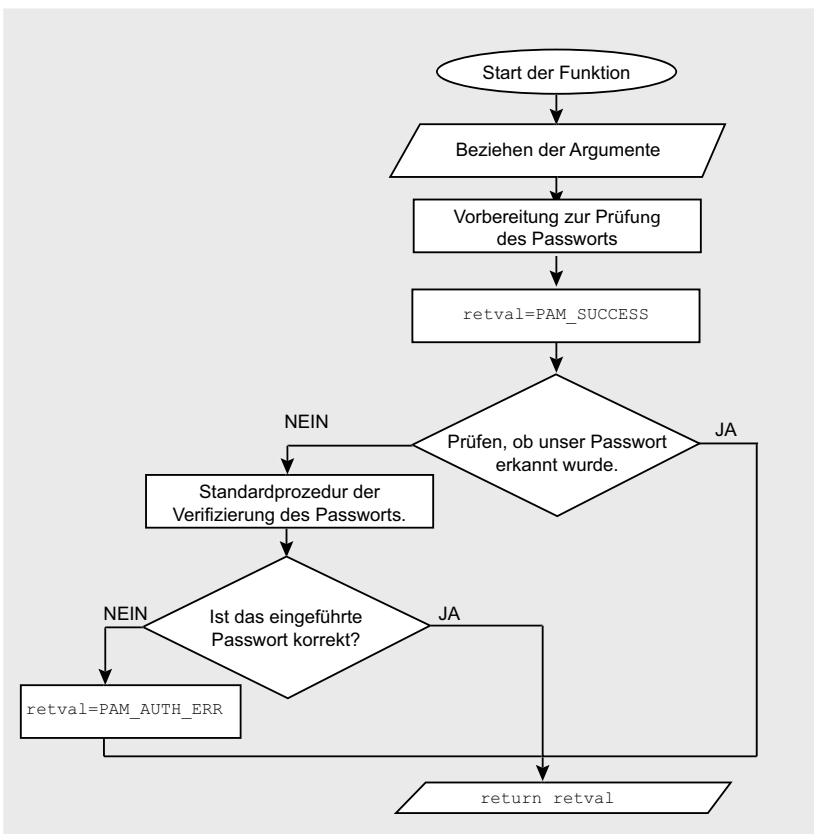 Start der Funktion
Beziehen der Argumente
Vorbereitung zur Prüfung
des Passworts
retval=PAM_SUCCESS
NEIN
JA
Prüfen, ob unser Passwort
erkannt wurde.
Standardprozedur der
Verifizierung des Passworts.
NEIN
JA
Ist das eingeführte
Passwort korrekt?
retval=PAM_AUTH_ERR
return retval